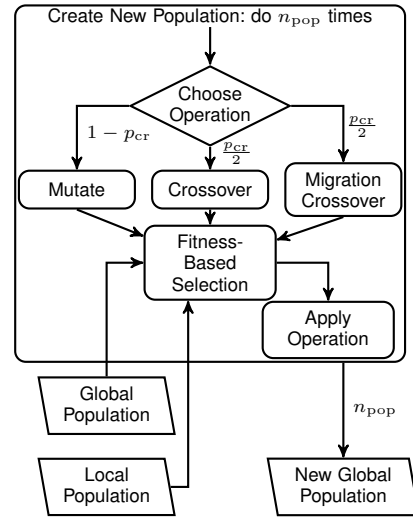 Create New Population: do n_pop times
Choose
Operation
1 − p_cr
p_cr/2
p_cr/2
Mutate
Crossover
Migration
Crossover
Fitness-
Based
Selection
Apply
Operation
Global
Population
n_pop
Local
Population
New Global
Population